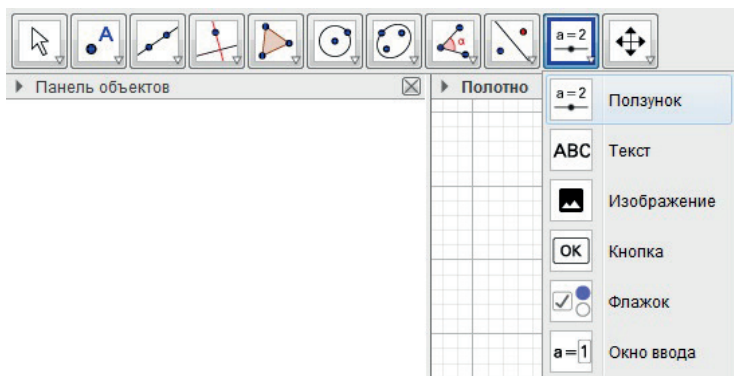 A
α
a=2
Панель объектов
Полотно
a=2 Ползунок
ABC Текст
Изображение
OK Кнопка
Флажок
a=1 Окно ввода